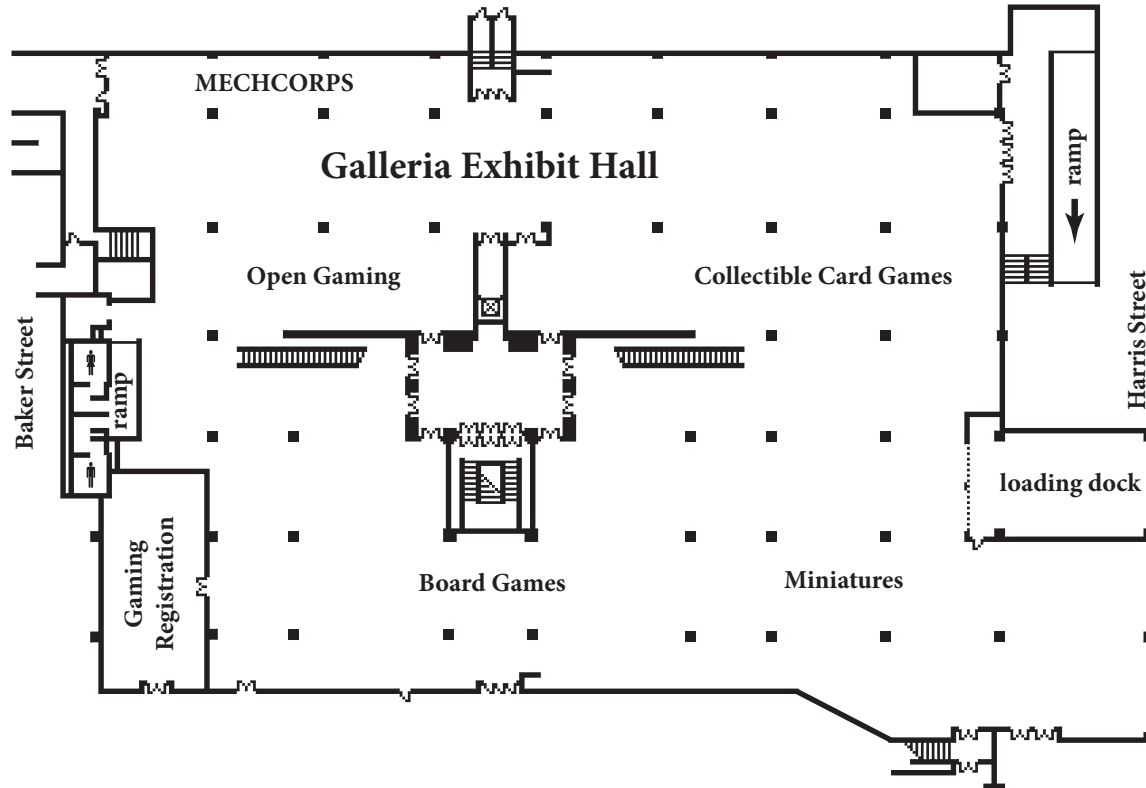 MECHCORPS
Galleria Exhibit Hall
ramp
Open Gaming
Collectible Card Games
Harris Street
Baker Street
ramp
loading dock
Gaming
Registration
Board Games
Miniatures